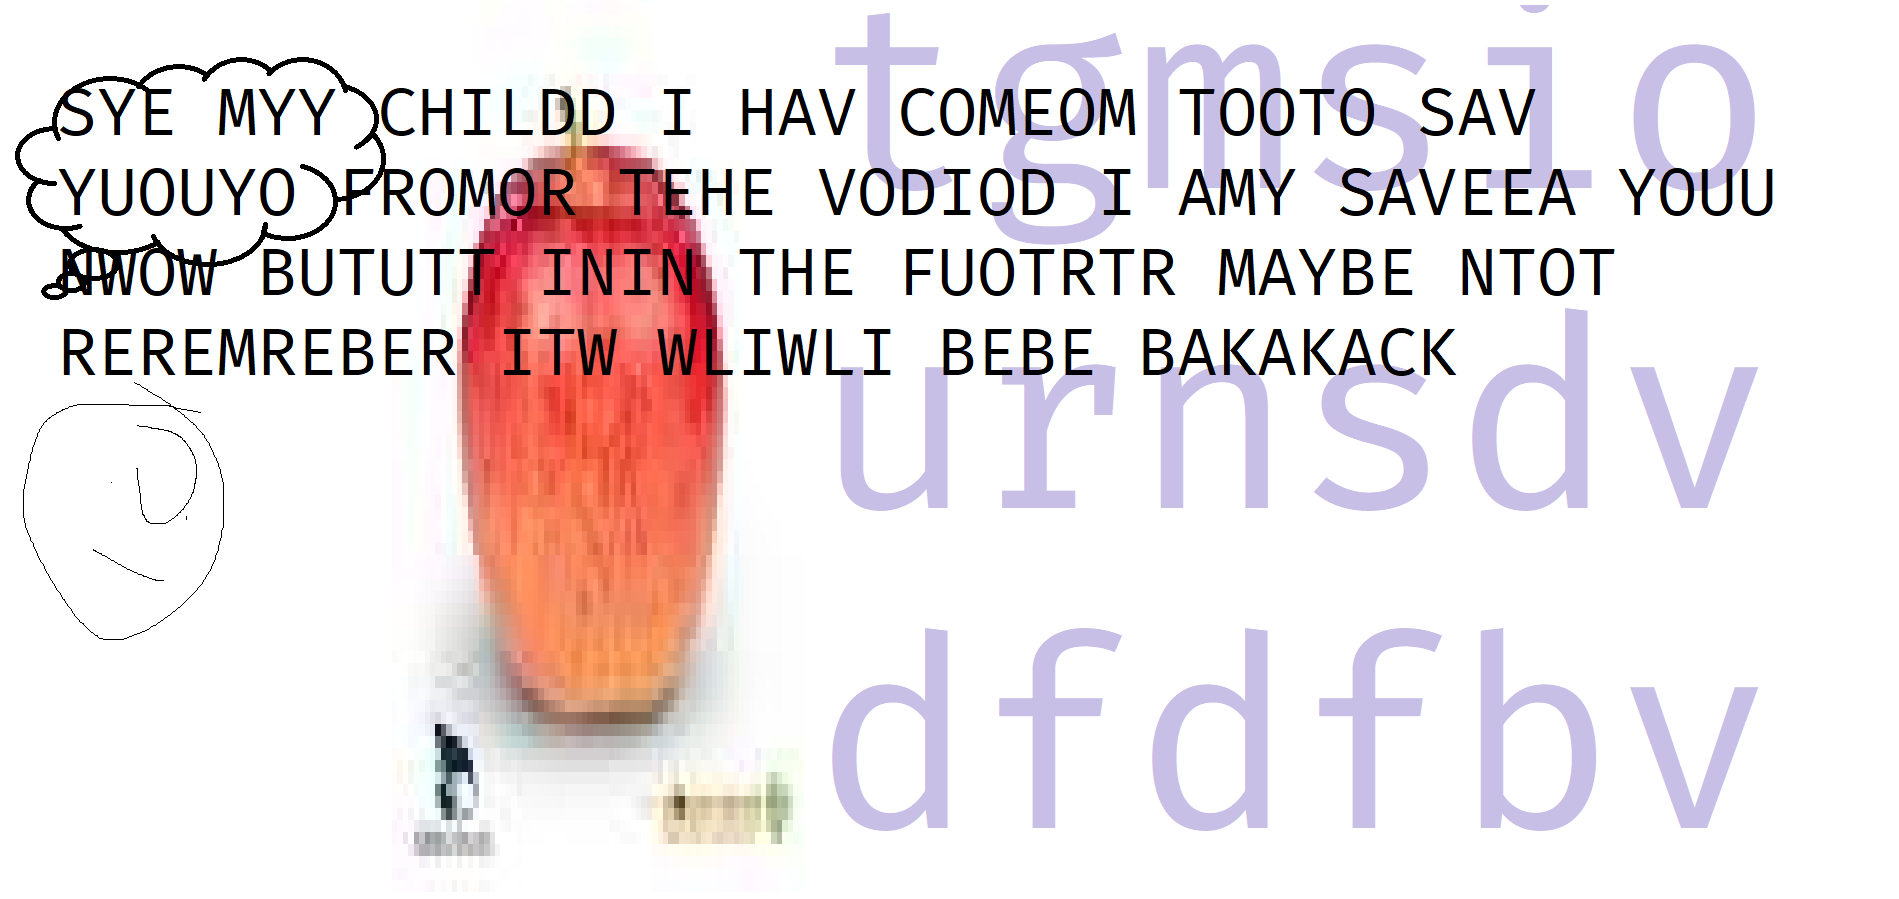 SYE MYY CHILDD I HAV COMEOM TOOTO SAV
YUOUYO FROMOR TEHE VODIOD I AMY SAVEEA YOUU
NWOW BUTUTT ININ THE FUOTRTR MAYBE NTOT
REREMREBER ITW WLIWLI BEBE BAKAKACK
tgmsio
urnsdv
dfdfbv